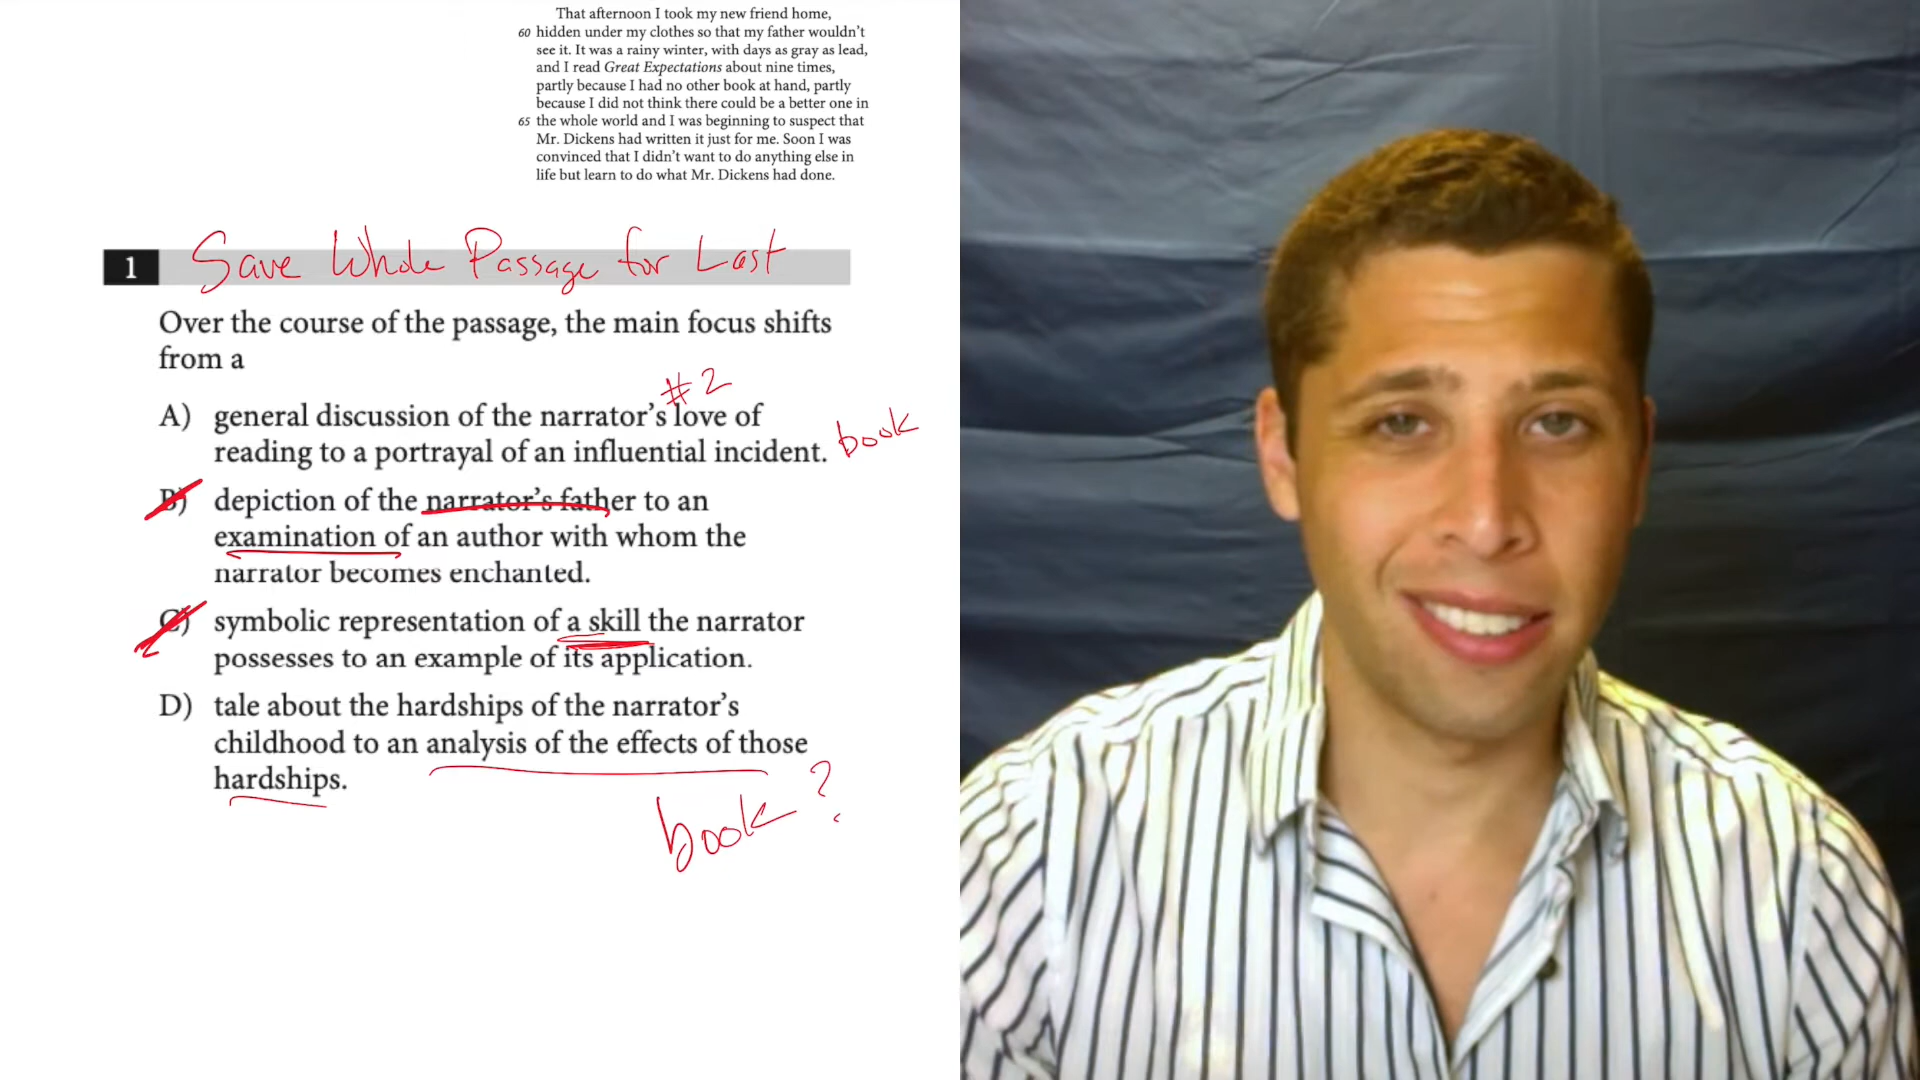 That afternoon I took my new friend home,
60 hidden under my clothes so that my father wouldn't
see it. It was a rainy winter, with days as gray as lead,
and I read Great Expectations about nine times,
partly because I had no other book at hand, partly
because I did not think there could be a better one in
65 the whole world and I was beginning to suspect that
Mr. Dickens had written it just for me. Soon I was
convinced that I didn't want to do anything else in
life but learn to do what Mr. Dickens had done.
1 Save Whole Passage for Last
Over the course of the passage, the main focus shifts
from a
#2
A) general discussion of the narrator's love of
reading to a portrayal of an influential incident. book
B) depiction of the narrator's father to an
examination of an author with whom the
narrator becomes enchanted.
C) symbolic representation of a skill the narrator
possesses to an example of its application.
D) tale about the hardships of the narrator's
childhood to an analysis of the effects of those
hardships.
book?